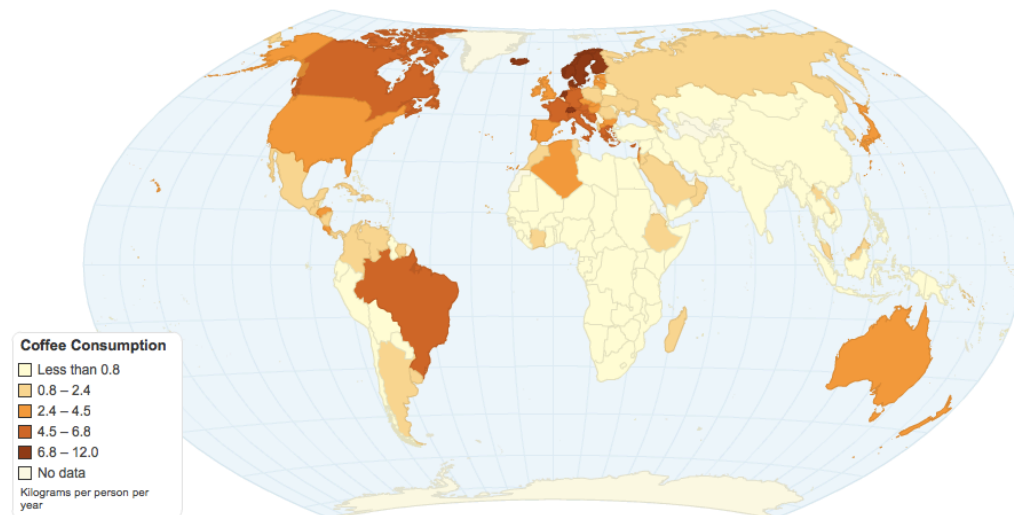 Coffee Consumption
Less than 0.8
0.8 – 2.4
2.4 – 4.5
4.5 – 6.8
6.8 – 12.0
No data
Kilograms per person per
year